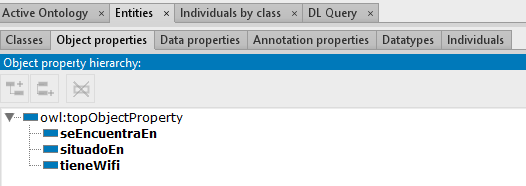 Active Ontology × Entities × Individuals by class × DL Query ×
Classes Object properties Data properties Annotation properties Datatypes Individuals
Object property hierarchy:
owl:topObjectProperty
seEncuentraEn
situadoEn
tieneWifi